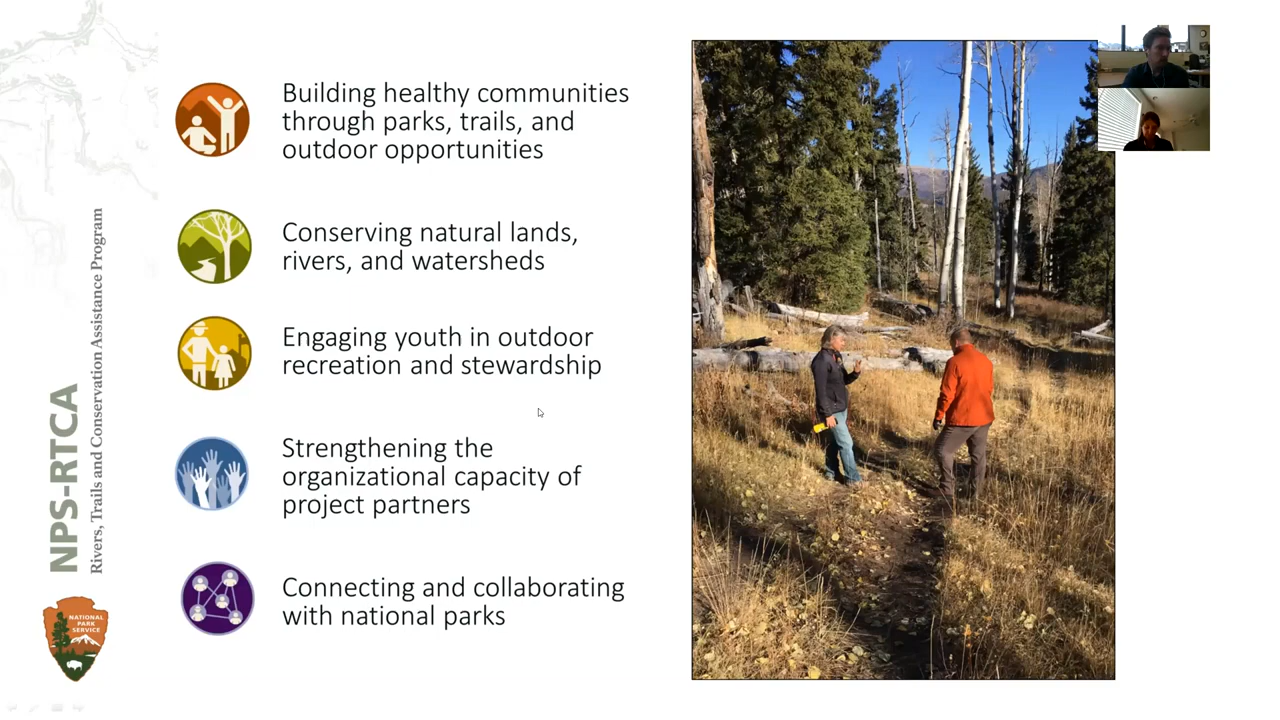 Building healthy communities
through parks, trails, and
outdoor opportunities
Conserving natural lands,
rivers, and watersheds
Engaging youth in outdoor
recreation and stewardship
Strengthening the
organizational capacity of
project partners
Connecting and collaborating
with national parks
NPS-RTCA
Rivers, Trails and Conservation Assistance Program
NATIONAL
PARK
SERVICE